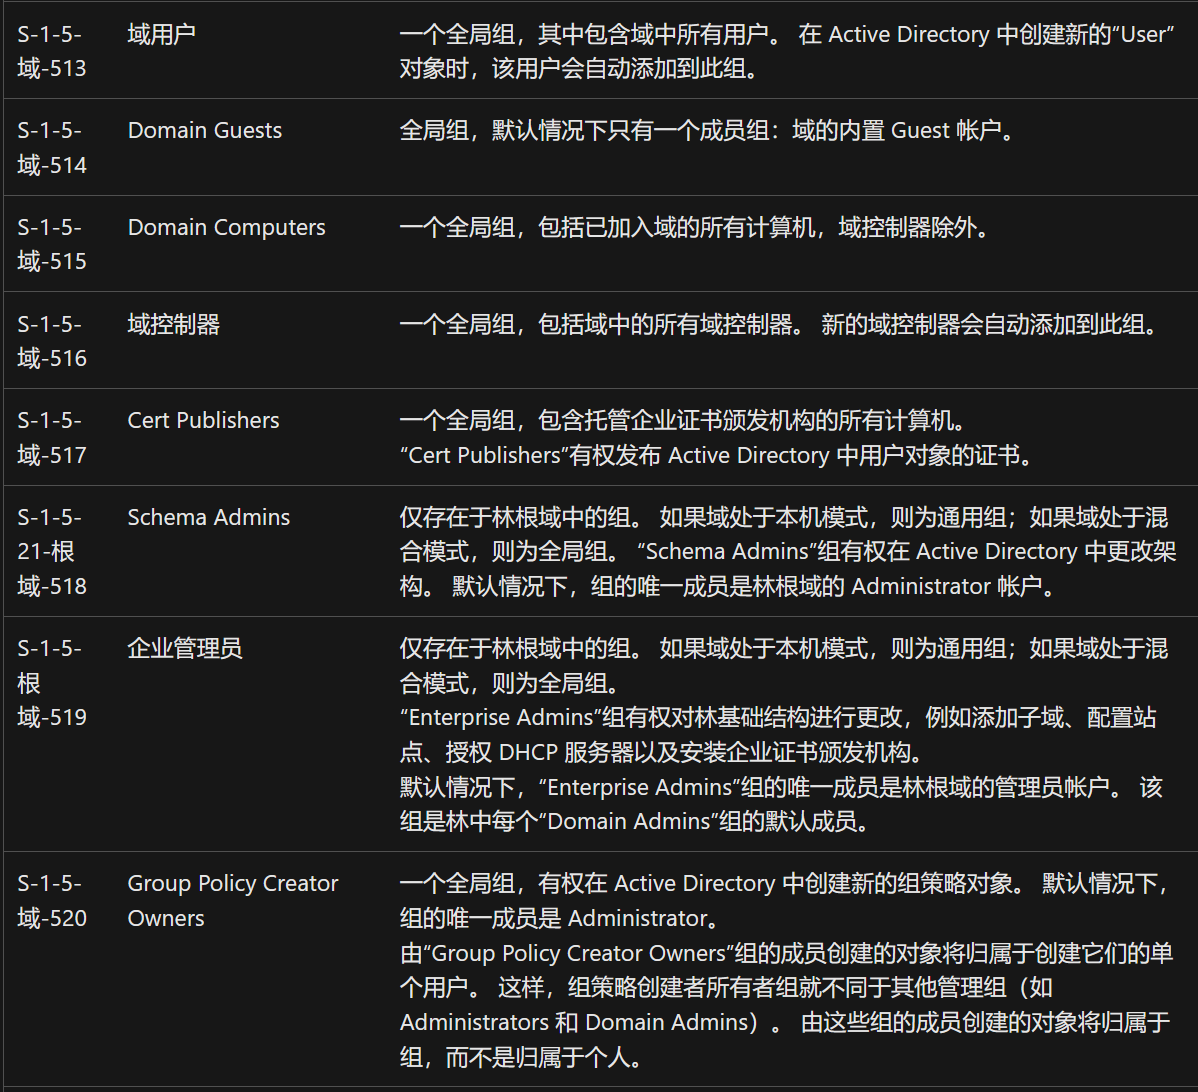 S-1-5-
域-513
域用户
一个全局组，其中包含域中所有用户。 在 Active Directory 中创建新的“User”
对象时，该用户会自动添加到此组。
S-1-5-
域-514
Domain Guests
全局组，默认情况下只有一个成员组：域的内置 Guest 帐户。
S-1-5-
域-515
Domain Computers
一个全局组，包括已加入域的所有计算机，域控制器除外。
S-1-5-
域-516
域控制器
一个全局组，包括域中的所有域控制器。 新的域控制器会自动添加到此组。
S-1-5-
域-517
Cert Publishers
一个全局组，包含托管企业证书颁发机构的所有计算机。
“Cert Publishers”有权发布 Active Directory 中用户对象的证书。
S-1-5-
21-根
域-518
Schema Admins
仅存在于林根域中的组。 如果域处于本机模式，则为通用组；如果域处于混
合模式，则为全局组。 “Schema Admins”组有权在 Active Directory 中更改架
构。 默认情况下，组的唯一成员是林根域的 Administrator 帐户。
S-1-5-
根
域-519
企业管理员
仅存在于林根域中的组。 如果域处于本机模式，则为通用组；如果域处于混
合模式，则为全局组。
“Enterprise Admins”组有权对林基础结构进行更改，例如添加子域、配置站
点、授权 DHCP 服务器以及安装企业证书颁发机构。
默认情况下，“Enterprise Admins”组的唯一成员是林根域的管理员帐户。 该
组是林中每个“Domain Admins”组的默认成员。
S-1-5-
域-520
Group Policy Creator
Owners
一个全局组，有权在 Active Directory 中创建新的组策略对象。 默认情况下，
组的唯一成员是 Administrator。
由“Group Policy Creator Owners”组的成员创建的对象将归属于创建它们的单
个用户。 这样，组策略创建者所有者组就不同于其他管理组（如
Administrators 和 Domain Admins）。 由这些组的成员创建的对象将归属于
组，而不是归属于个人。